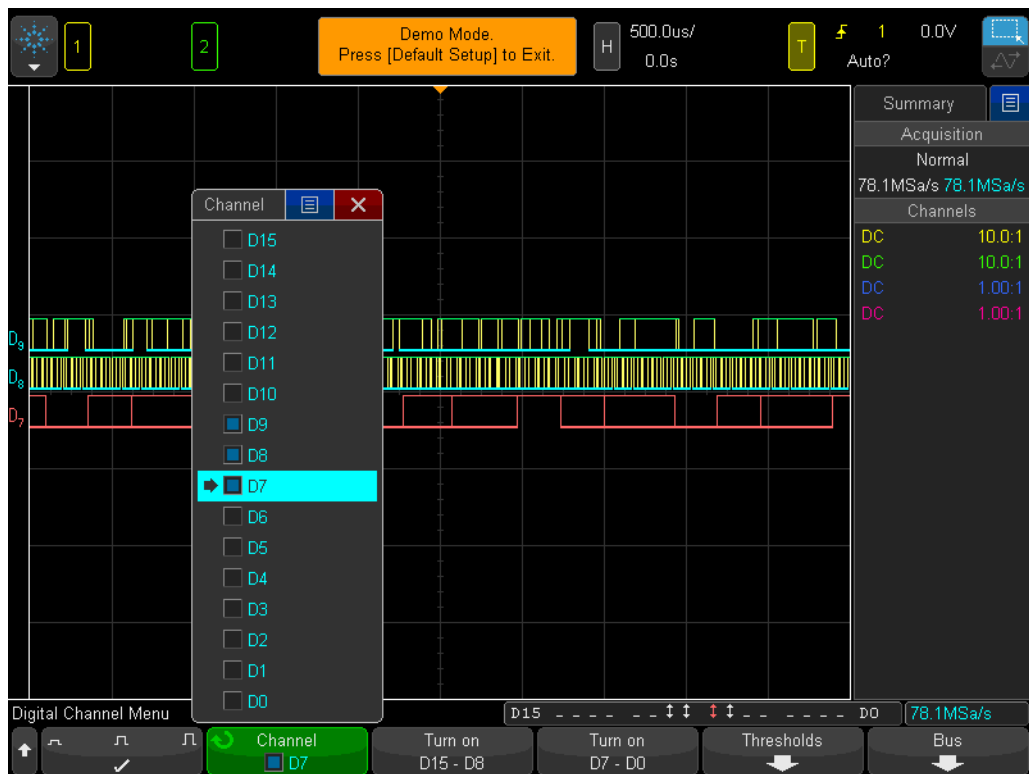 1
2
Demo Mode.
Press [Default Setup] to Exit.
H
500.0us/
0.0s
T
1
0.0V
Auto?
Summary
Acquisition
Normal
78.1MSa/s 78.1MSa/s
Channels
DC 10.0:1
DC 10.0:1
DC 1.00:1
DC 1.00:1
Channel
D15
D14
D13
D12
D11
D10
D9
D8
D7
D6
D5
D4
D3
D2
D1
D0
D9
D8
D7
Digital Channel Menu
D15 _ _ _ _ _ _ ↕ ↕ ↕ ↕ _ _ _ _ _ _ D0
78.1MSa/s
Channel
D7
Turn on
D15 - D8
Turn on
D7 - D0
Thresholds
Bus